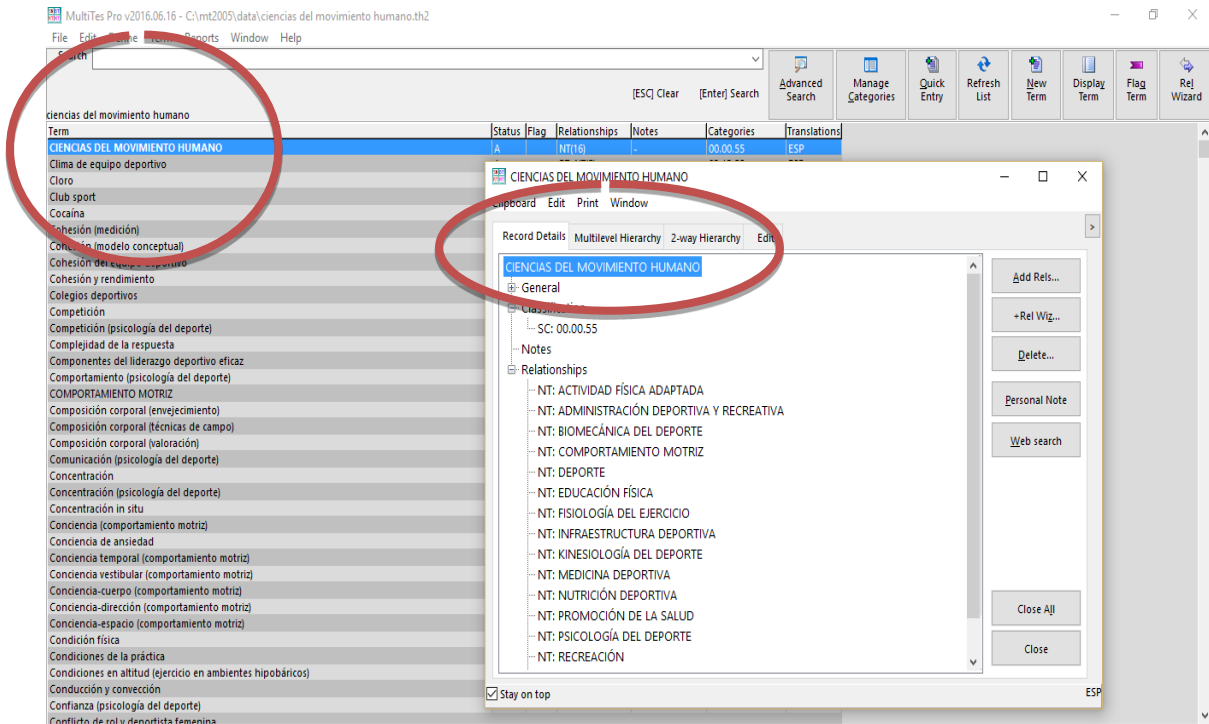 MultiTes Pro v2016.06.16 - C:\mt2005\data\ciencias del movimiento humano.th2
File Edit Reports Window Help
Search
[ESC] Clear [Enter] Search
Advanced Search
Manage Categories
Quick Entry
Refresh List
New Term
Display Term
Flag Term
Rel Wizard
ciencias del movimiento humano
Term Status Flag Relationships Notes Categories Translations
CIENCIAS DEL MOVIMIENTO HUMANO A NT(16) - 00.00.55 ESP
Clima de equipo deportivo
Cloro
Club sport
Cocaína
Cohesión (medición)
Cohesión (modelo conceptual)
Cohesión del equipo deportivo
Cohesión y rendimiento
Colegios deportivos
Competición
Competición (psicología del deporte)
Complejidad de la respuesta
Componentes del liderazgo deportivo eficaz
Comportamiento (psicología del deporte)
COMPORTAMIENTO MOTRIZ
Composición corporal (envejecimiento)
Composición corporal (técnicas de campo)
Composición corporal (valoración)
Comunicación (psicología del deporte)
Concentración
Concentración (psicología del deporte)
Concentración in situ
Conciencia (comportamiento motriz)
Conciencia de ansiedad
Conciencia temporal (comportamiento motriz)
Conciencia vestibular (comportamiento motriz)
Conciencia-cuerpo (comportamiento motriz)
Conciencia-dirección (comportamiento motriz)
Conciencia-espacio (comportamiento motriz)
Condición física
Condiciones de la práctica
Condiciones en altitud (ejercicio en ambientes hipobáricos)
Conducción y convección
Confianza (psicología del deporte)
Conflicto de rol y deportista femenina
CIENCIAS DEL MOVIMIENTO HUMANO
Clipboard Edit Print Window
Record Details Multilevel Hierarchy 2-way Hierarchy Edit
CIENCIAS DEL MOVIMIENTO HUMANO
General
Classification
SC: 00.00.55
Notes
Relationships
NT: ACTIVIDAD FÍSICA ADAPTADA
NT: ADMINISTRACIÓN DEPORTIVA Y RECREATIVA
NT: BIOMECÁNICA DEL DEPORTE
NT: COMPORTAMIENTO MOTRIZ
NT: DEPORTE
NT: EDUCACIÓN FÍSICA
NT: FISIOLOGÍA DEL EJERCICIO
NT: INFRAESTRUCTURA DEPORTIVA
NT: KINESIOLOGÍA DEL DEPORTE
NT: MEDICINA DEPORTIVA
NT: NUTRICIÓN DEPORTIVA
NT: PROMOCIÓN DE LA SALUD
NT: PSICOLOGÍA DEL DEPORTE
NT: RECREACIÓN
Add Rels...
+Rel Wiz...
Delete...
Personal Note
Web search
Close All
Close
Stay on top
ESP